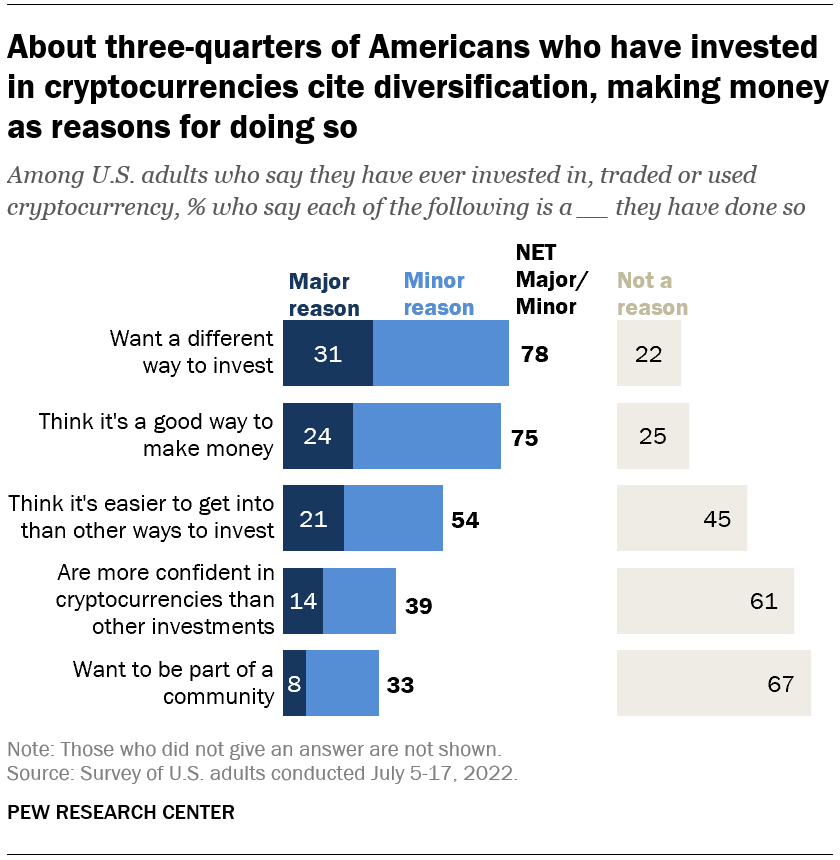 About three-quarters of Americans who have invested
in cryptocurrencies cite diversification, making money
as reasons for doing so
Among U.S. adults who say they have ever invested in, traded or used
cryptocurrency, % who say each of the following is a __ they have done so
Major
reason
Minor
reason
NET
Major/
Minor
Not a
reason
Want a different
way to invest
31
78
22
Think it's a good way to
make money
24
75
25
Think it's easier to get into
than other ways to invest
21
54
45
Are more confident in
cryptocurrencies than
other investments
14
39
61
Want to be part of a
community
8
33
67
Note: Those who did not give an answer are not shown.
Source: Survey of U.S. adults conducted July 5-17, 2022.
PEW RESEARCH CENTER